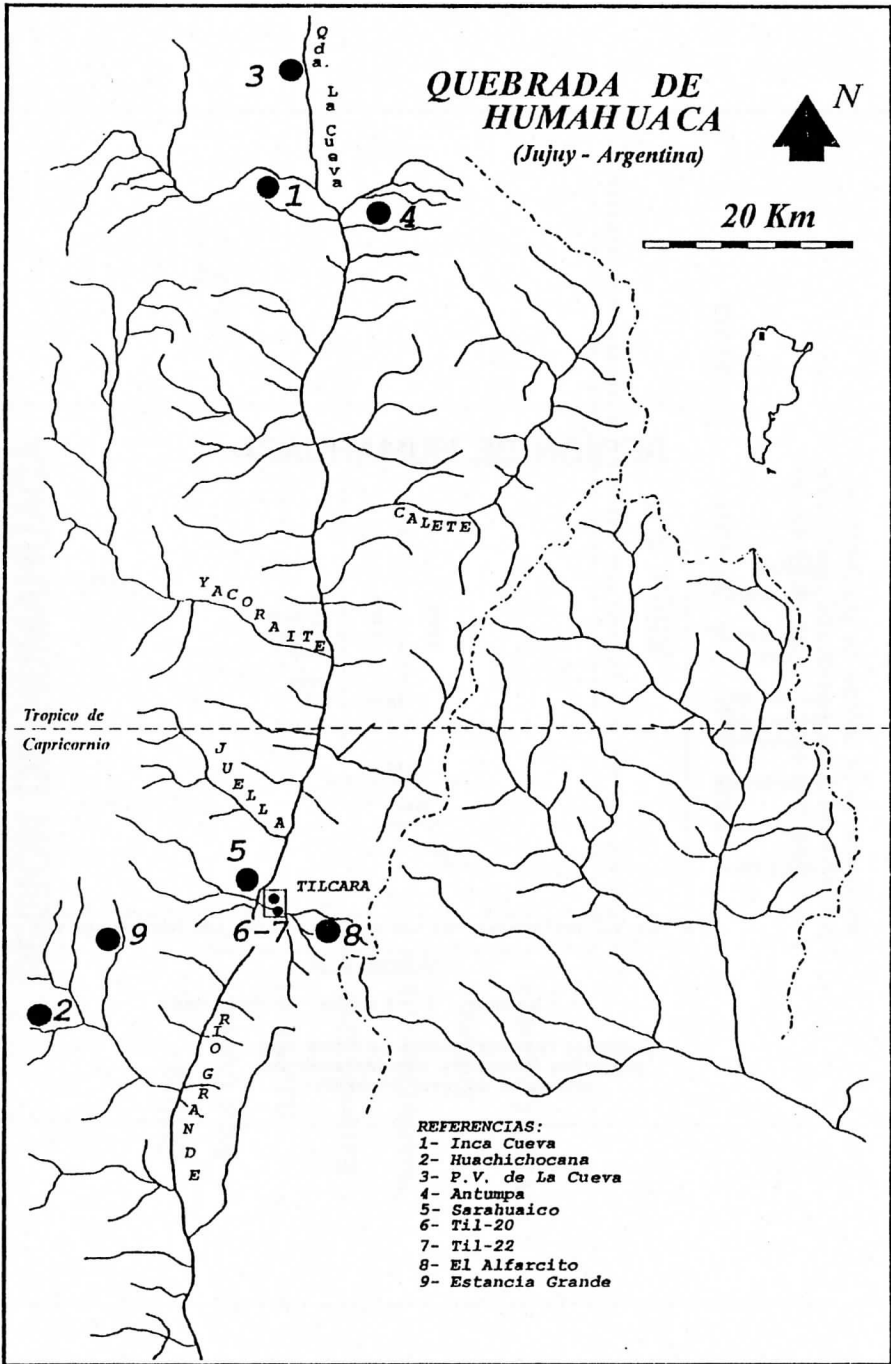 Qda. La Cueva
3
QUEBRADA DE
HUMAHUACA
(Jujuy - Argentina)
N
1
4
20 Km
CALETE
YACORAITE
Tropico de
Capricornio
JUELLA
5
TILCARA
6-7
8
9
2
RIO GRANDE
REFERENCIAS:
1- Inca Cueva
2- Huachichocana
3- P.V. de La Cueva
4- Antumpa
5- Sarahuaico
6- Til-20
7- Til-22
8- El Alfarcito
9- Estancia Grande